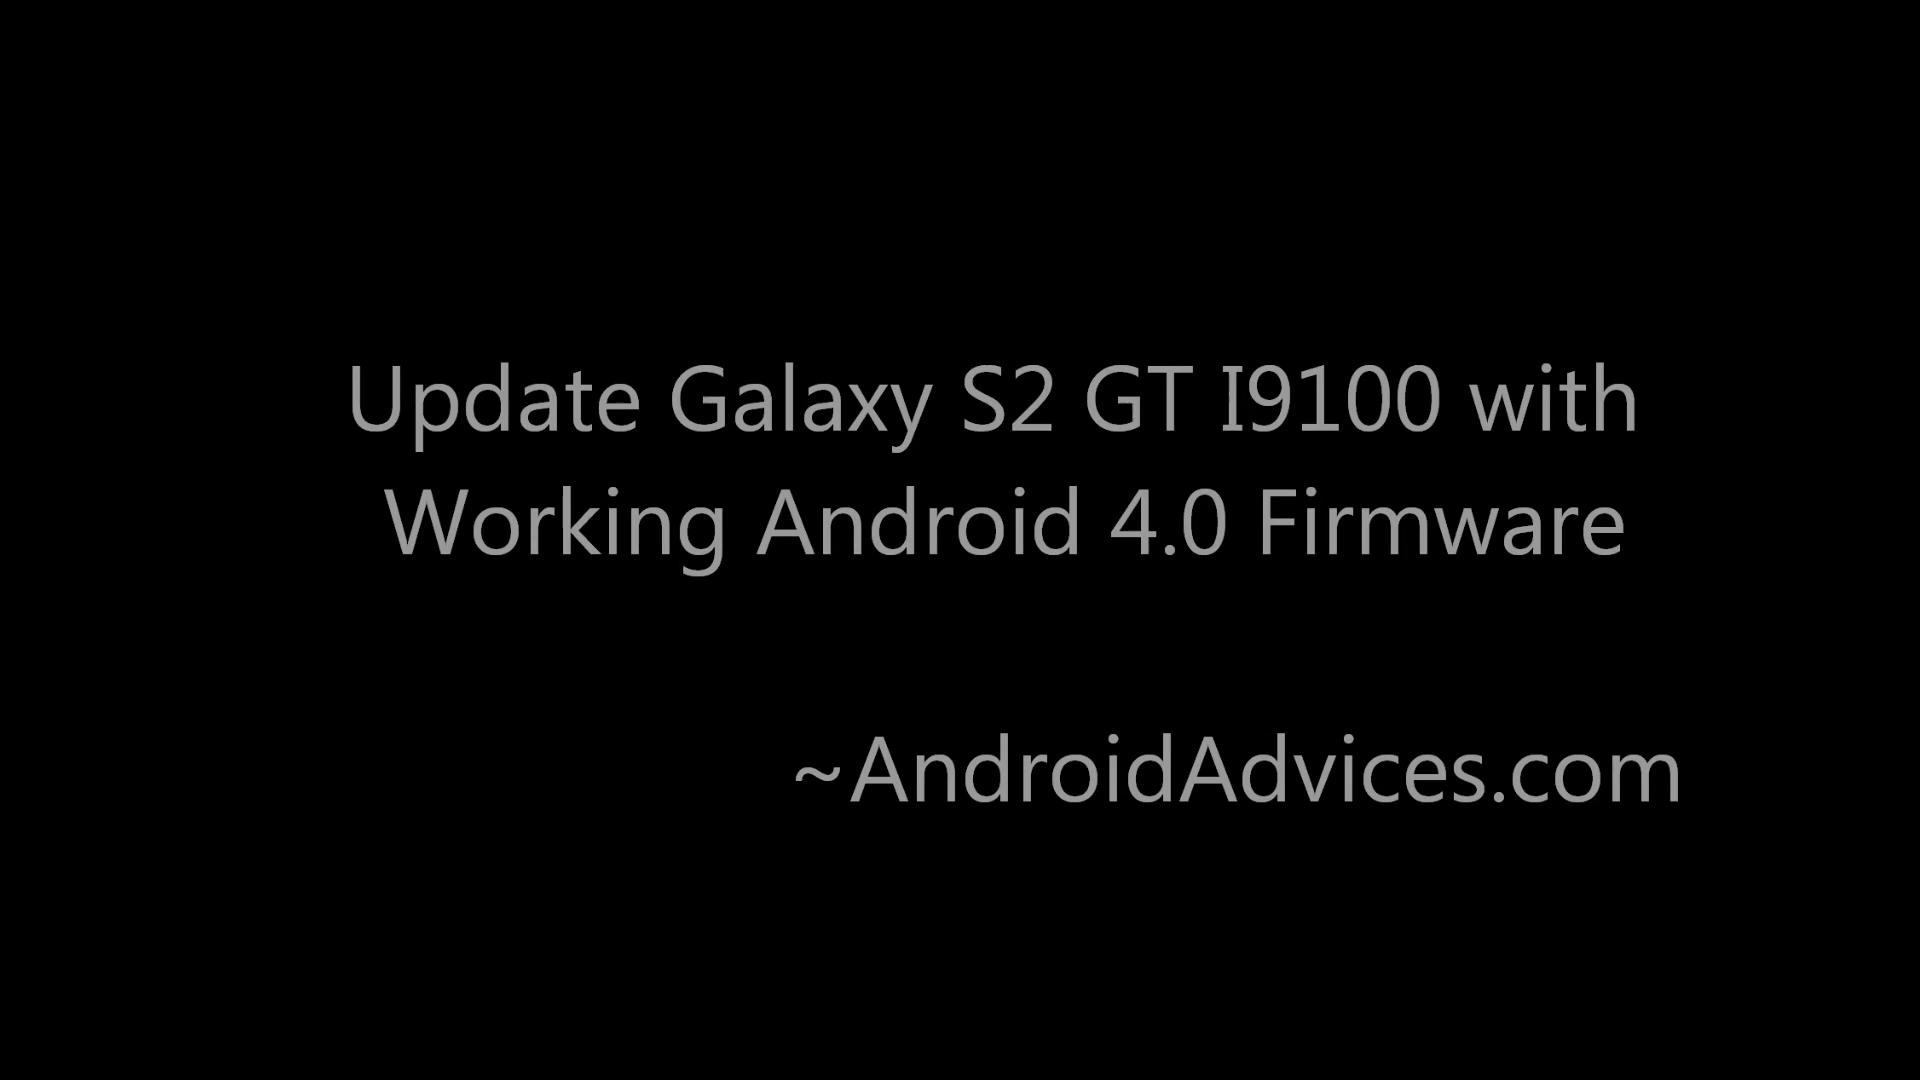 Update Galaxy S2 GT I9100 with
Working Android 4.0 Firmware
~AndroidAdvices.com